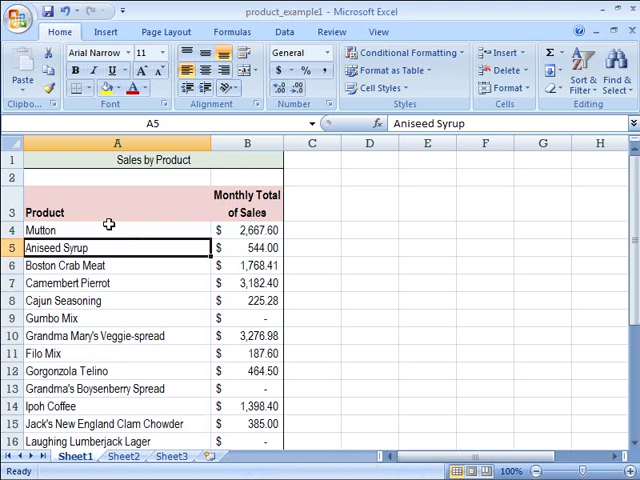 product_example1 - Microsoft Excel
Home Insert Page Layout Formulas Data Review View
Paste
Clipbo...
Arial Narrow 11
B I U A A
Font
Alignment
General
$ % ,
Number
Conditional Formatting
Format as Table
Cell Styles
Styles
Insert
Delete
Format
Cells
Σ
Sort & Filter
Find & Select
Editing
A5 fx Aniseed Syrup
A B C D E F G H
1 Sales by Product
2
3 Product Monthly Total of Sales
4 Mutton $ 2,667.60
5 Aniseed Syrup $ 544.00
6 Boston Crab Meat $ 1,768.41
7 Camembert Pierrot $ 3,182.40
8 Cajun Seasoning $ 225.28
9 Gumbo Mix $ -
10 Grandma Mary's Veggie-spread $ 3,276.98
11 Filo Mix $ 187.60
12 Gorgonzola Telino $ 464.50
13 Grandma's Boysenberry Spread $ -
14 Ipoh Coffee $ 1,398.40
15 Jack's New England Clam Chowder $ 385.00
16 Laughing Lumberjack Lager $ -
Sheet1 Sheet2 Sheet3
Ready 100%